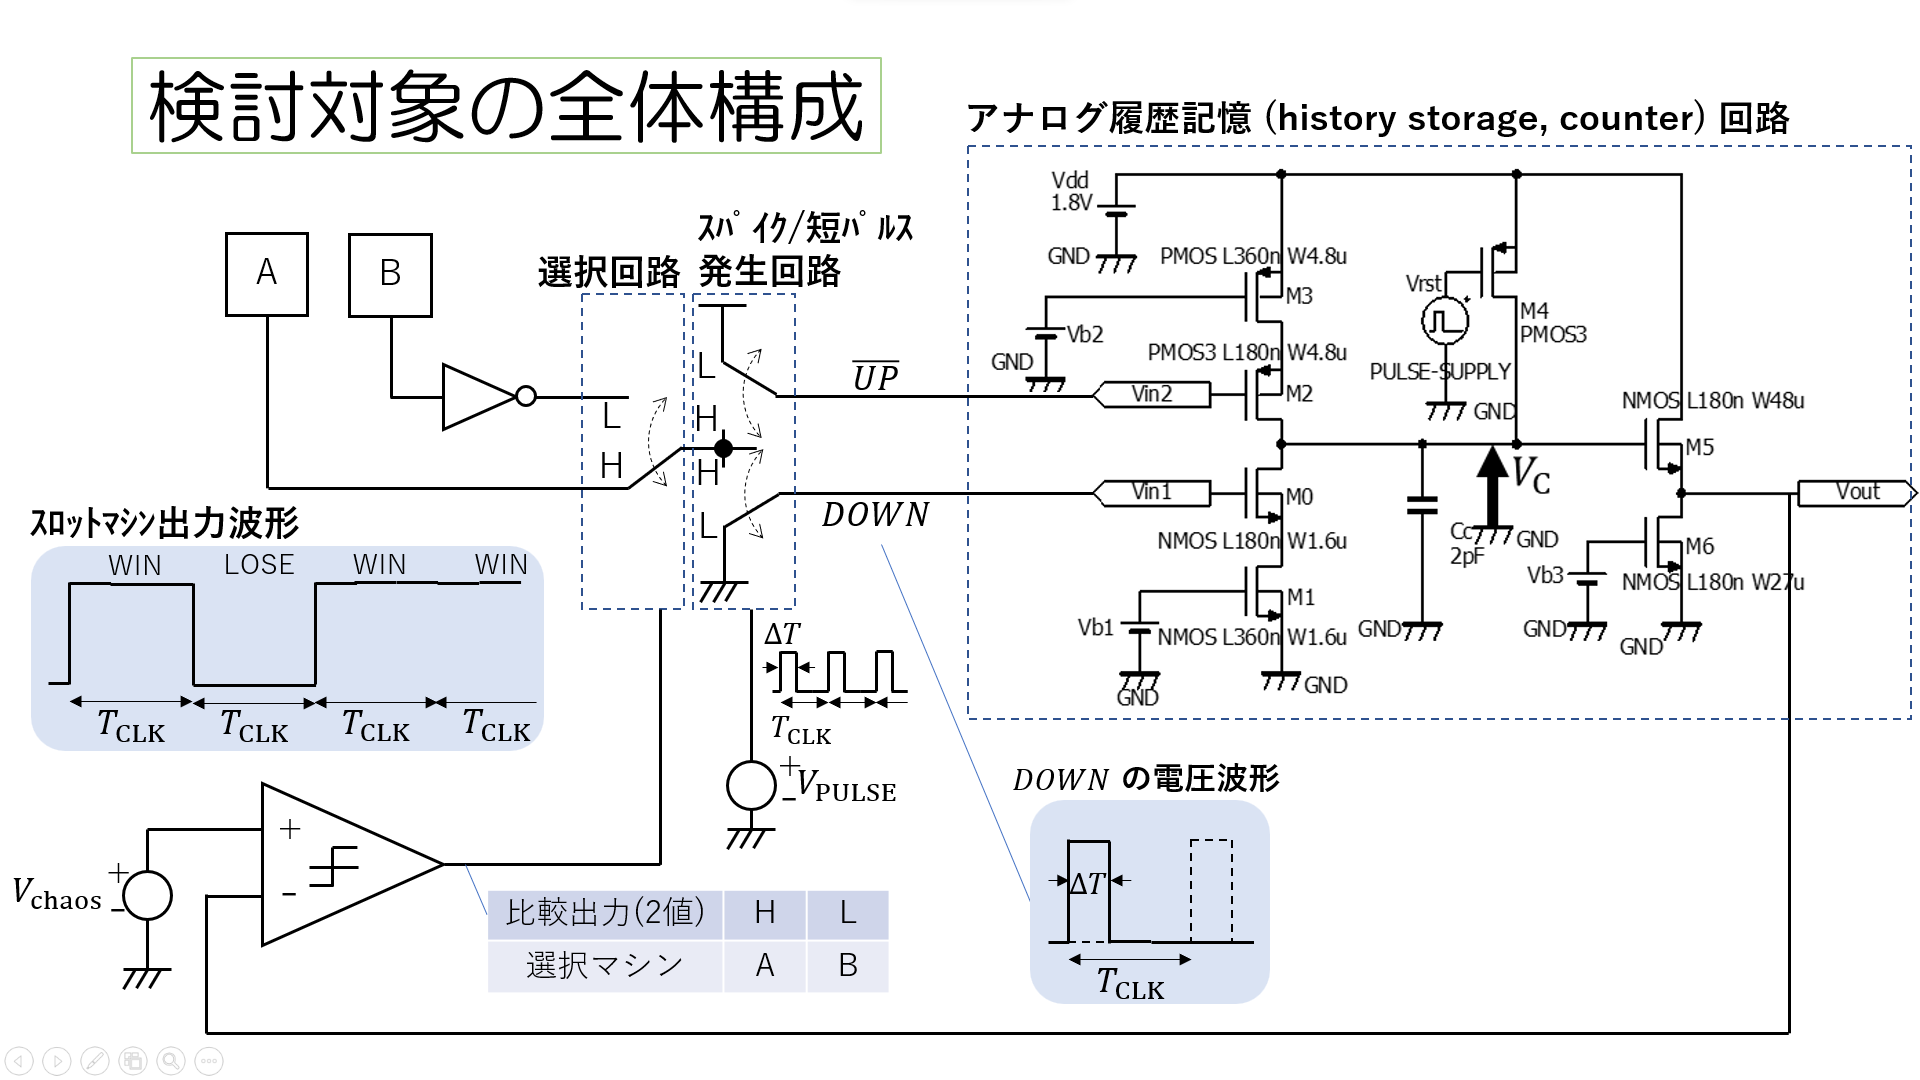 検討対象の全体構成
アナログ履歴記憶 (history storage, counter) 回路
A
B
選択回路
ｽﾊﾟｲｸ/短ﾊﾟﾙｽ
発生回路
L
H
L
H
H
L
UP
DOWN
Vdd
1.8V
GND
PMOS L360n W4.8u
M3
Vb2
GND
PMOS3 L180n W4.8u
Vin2
M2
Vrst
M4
PMOS3
PULSE-SUPPLY
GND
NMOS L180n W48u
M5
Vin1
M0
NMOS L180n W1.6u
V_C
Vout
Cc
2pF
GND
M6
Vb3
NMOS L180n W27u
M1
Vb1
NMOS L360n W1.6u
GND
GND
GND
GND
GND
ｽﾛｯﾄﾏｼﾝ出力波形
WIN LOSE WIN WIN
T_CLK T_CLK T_CLK T_CLK
ΔT
T_CLK
+
V_PULSE
-
DOWN の電圧波形
ΔT
T_CLK
V_chaos
+
-
+
-
比較出力(2値) H L
選択マシン A B